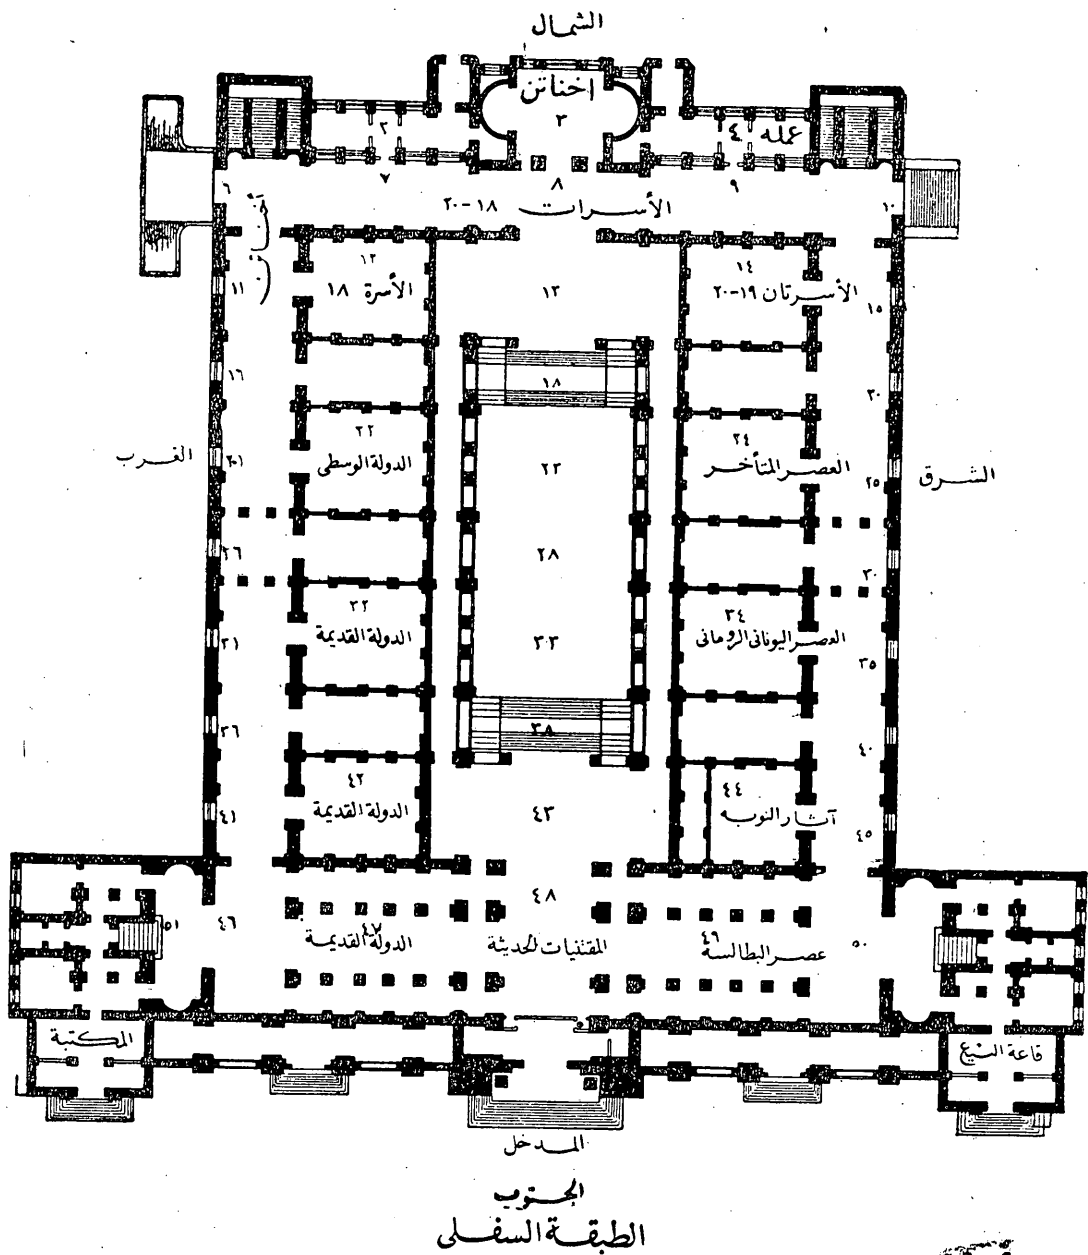 الشمال
اخناتن
٣
٢
٤ عمله
٦
٧
٨
٩
١٠
الأسرات ١٨-٢٠
اخناتن
١١
١٢
الأسرة ١٨
١٣
١٤
الأسرتان ١٩-٢٠
١٥
١٦
١٨
٢٠
٢١
٢٢
الدولة الوسطى
٢٣
٢٤
العصر المتأخر
٢٥
الغرب
الشرق
٢٦
٢٨
٣٠
٣١
٣٢
الدولة القديمة
٣٣
٣٤
العصر اليونانى الرومانى
٣٥
٣٦
٣٨
٤٠
٤١
٤٢
الدولة القديمة
٤٣
٤٤
آثار النوبه
٤٥
٥١
٤٦
٤٧
الدولة القديمة
٤٨
المقتنيات الحديثة
٤٩
عصر البطالسة
٥٠
المكتبة
قاعة البيع
المدخل
الجنوب
الطبقة السفلى